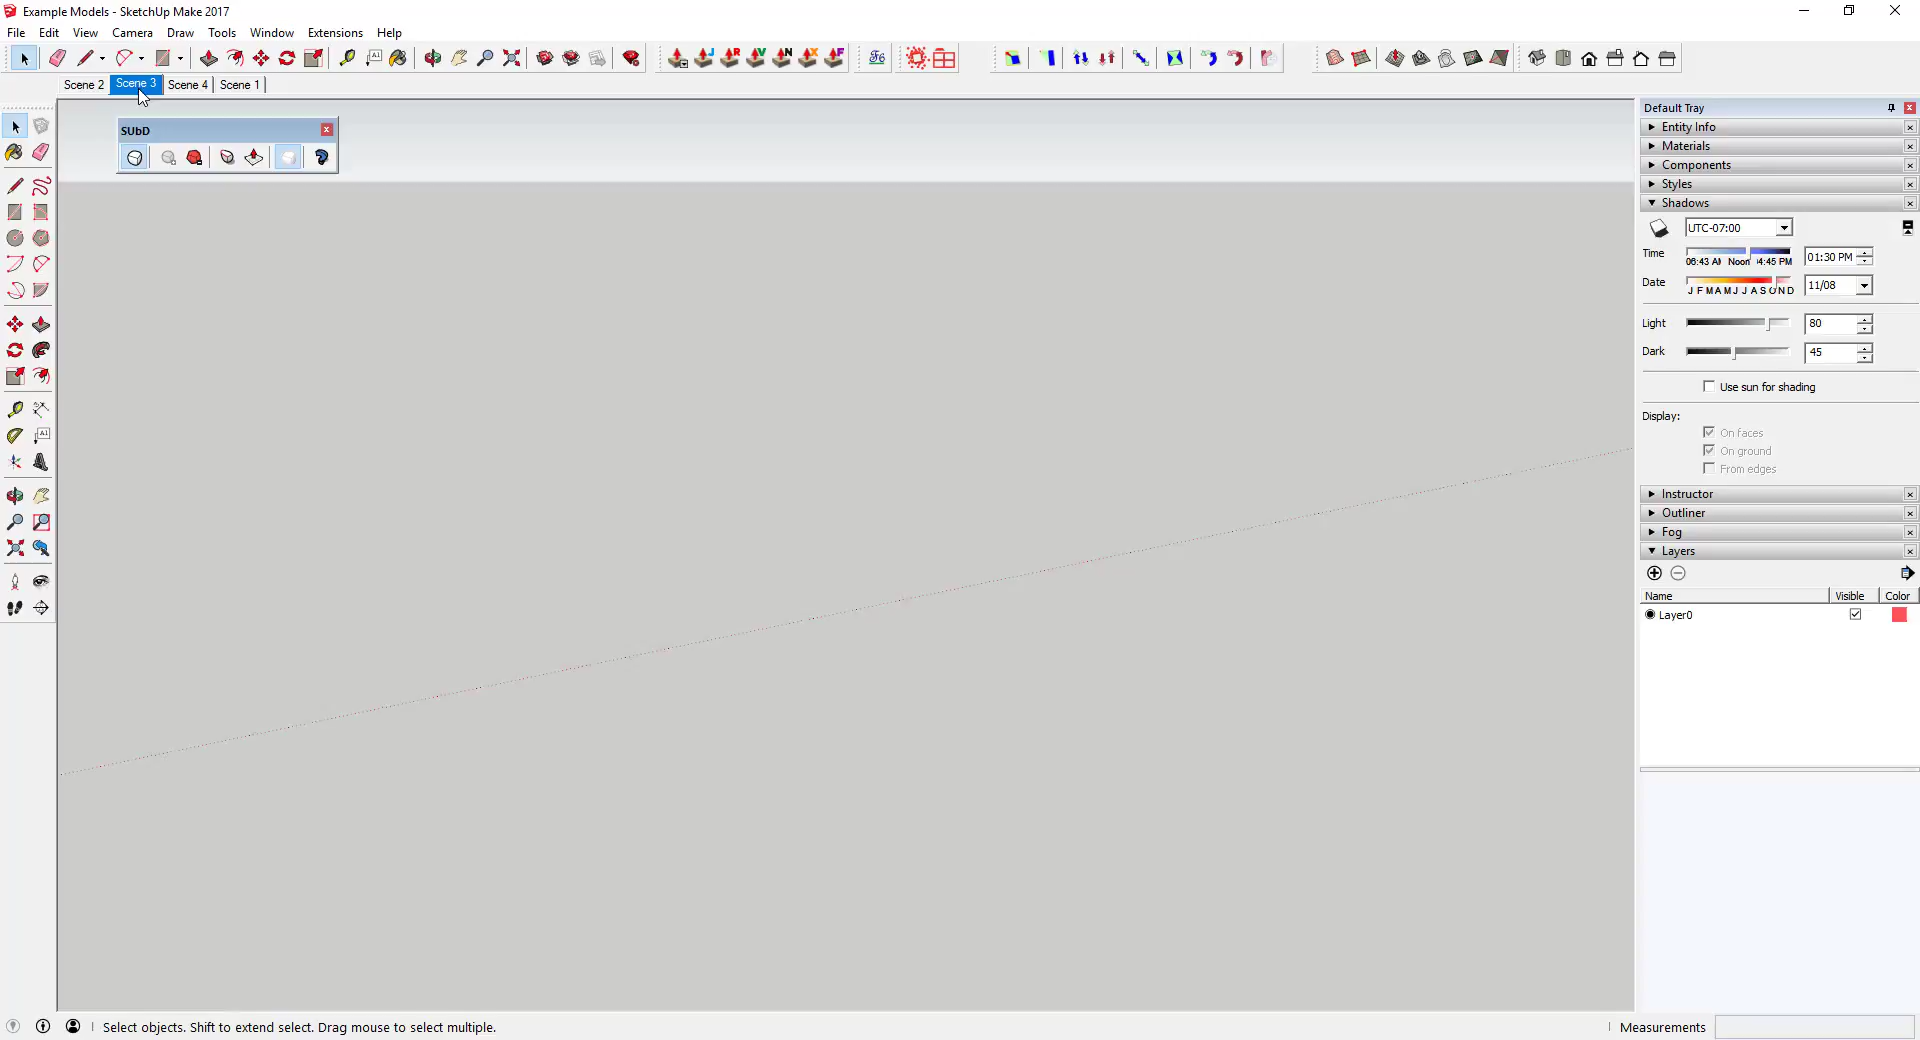 Example Models - SketchUp Make 2017
File Edit View Camera Draw Tools Window Extensions Help
Scene 2 Scene 3 Scene 4 Scene 1
SUbD
Default Tray
Entity Info
Materials
Components
Styles
Shadows
UTC-07:00
Time 06:43 AM Noon 04:45 PM 01:30 PM
Date J F M A M J J A S O N D 11/08
Light 80
Dark 45
Use sun for shading
Display:
On faces
On ground
From edges
Instructor
Outliner
Fog
Layers
Name Visible Color
Layer0
Select objects. Shift to extend select. Drag mouse to select multiple.
Measurements